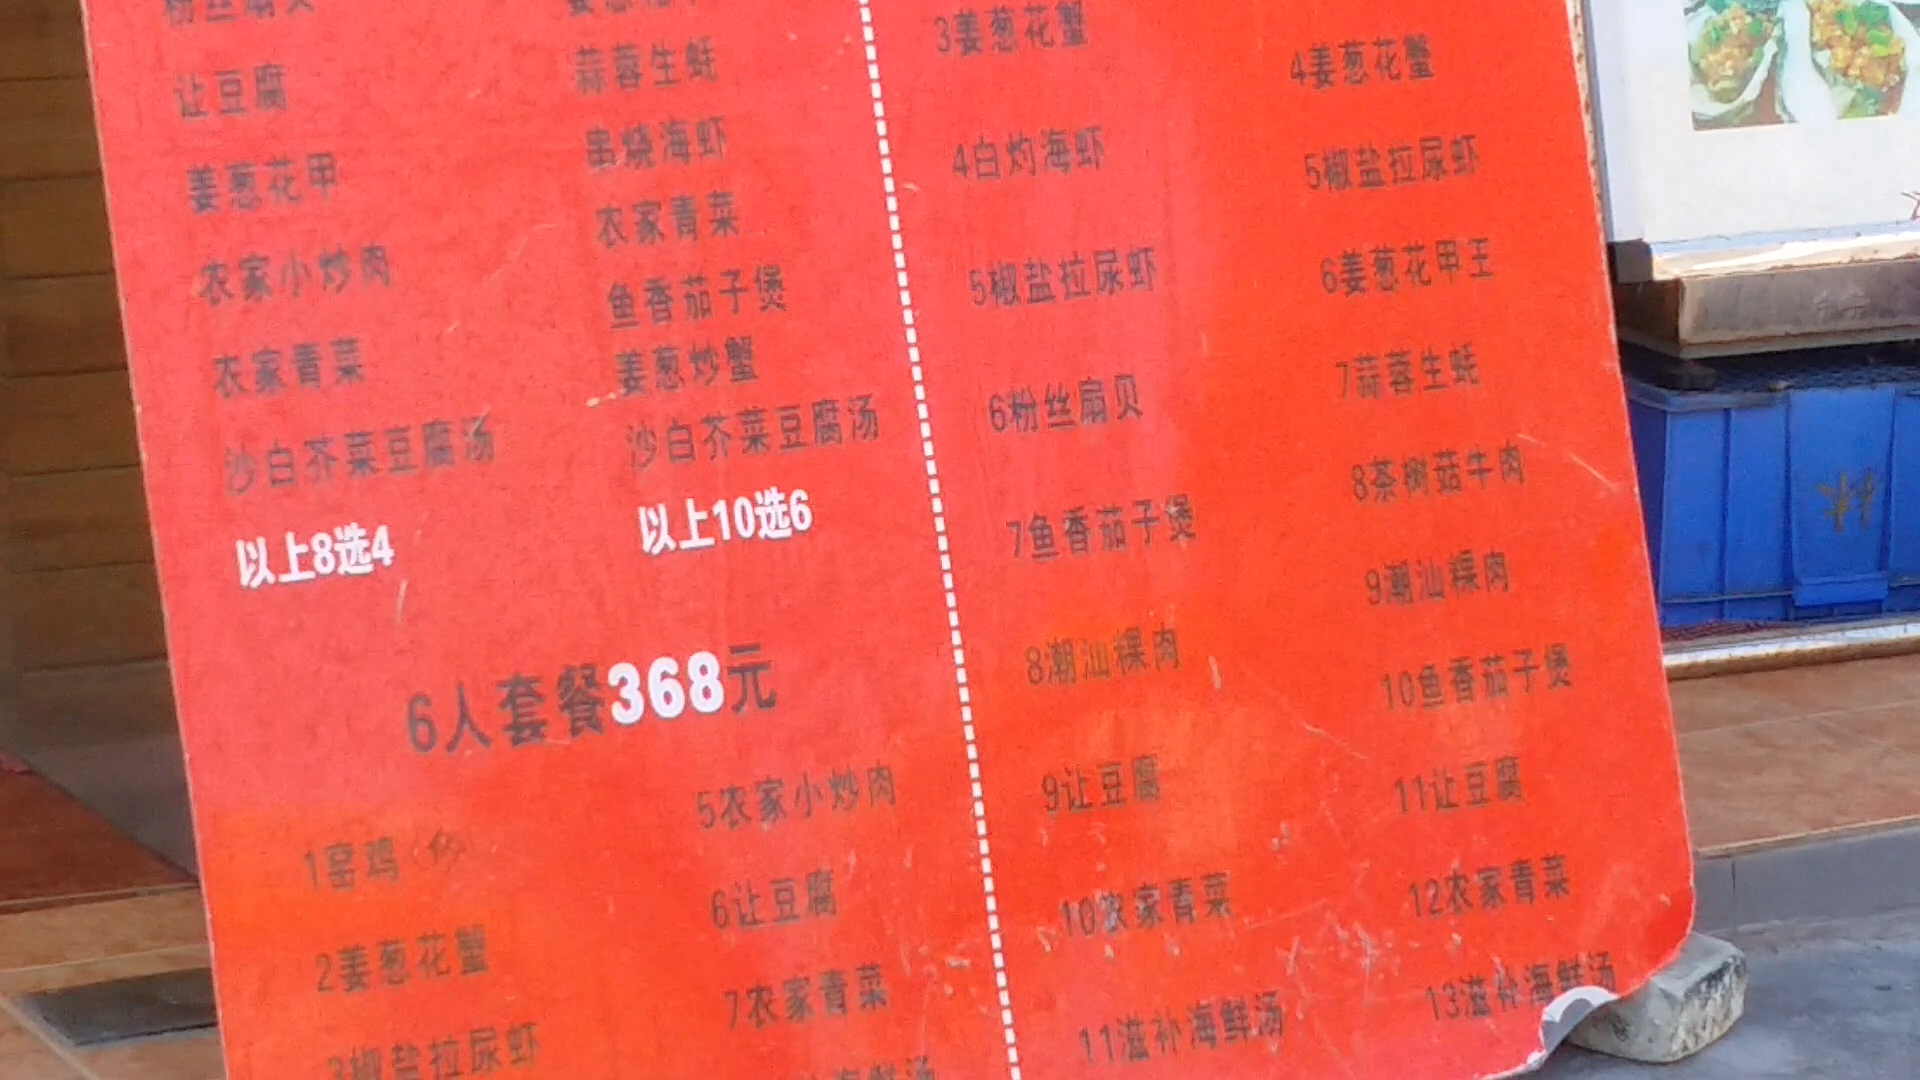 让豆腐
姜葱花甲
农家小炒肉
农家青菜
沙白芥菜豆腐汤
以上8选4
蒜蓉生蚝
串烧海虾
农家青菜
鱼香茄子煲
姜葱炒蟹
沙白芥菜豆腐汤
以上10选6
6人套餐368元
1窑鸡
2姜葱花蟹
3椒盐拉尿虾
5农家小炒肉
6让豆腐
7农家青菜
海鲜汤
3姜葱花蟹
4白灼海虾
5椒盐拉尿虾
6粉丝扇贝
7鱼香茄子煲
8潮汕粿肉
9让豆腐
10农家青菜
11滋补海鲜汤
4姜葱花蟹
5椒盐拉尿虾
6姜葱花甲王
7蒜蓉生蚝
8茶树菇牛肉
9潮汕粿肉
10鱼香茄子煲
11让豆腐
12农家青菜
13滋补海鲜汤